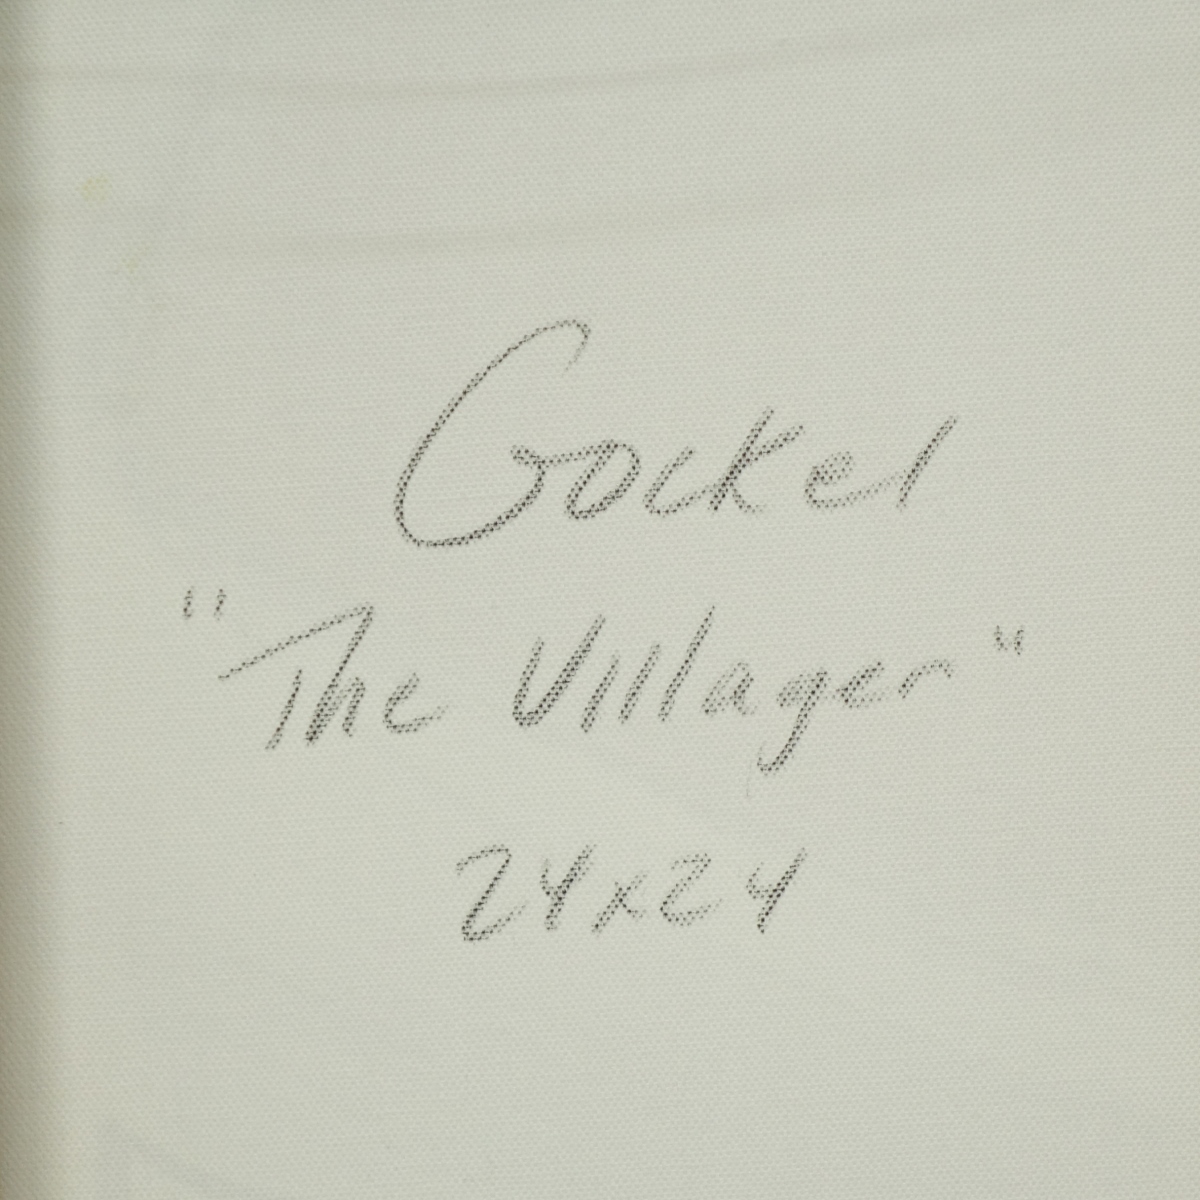 Gockel
"The Villager"
24x24